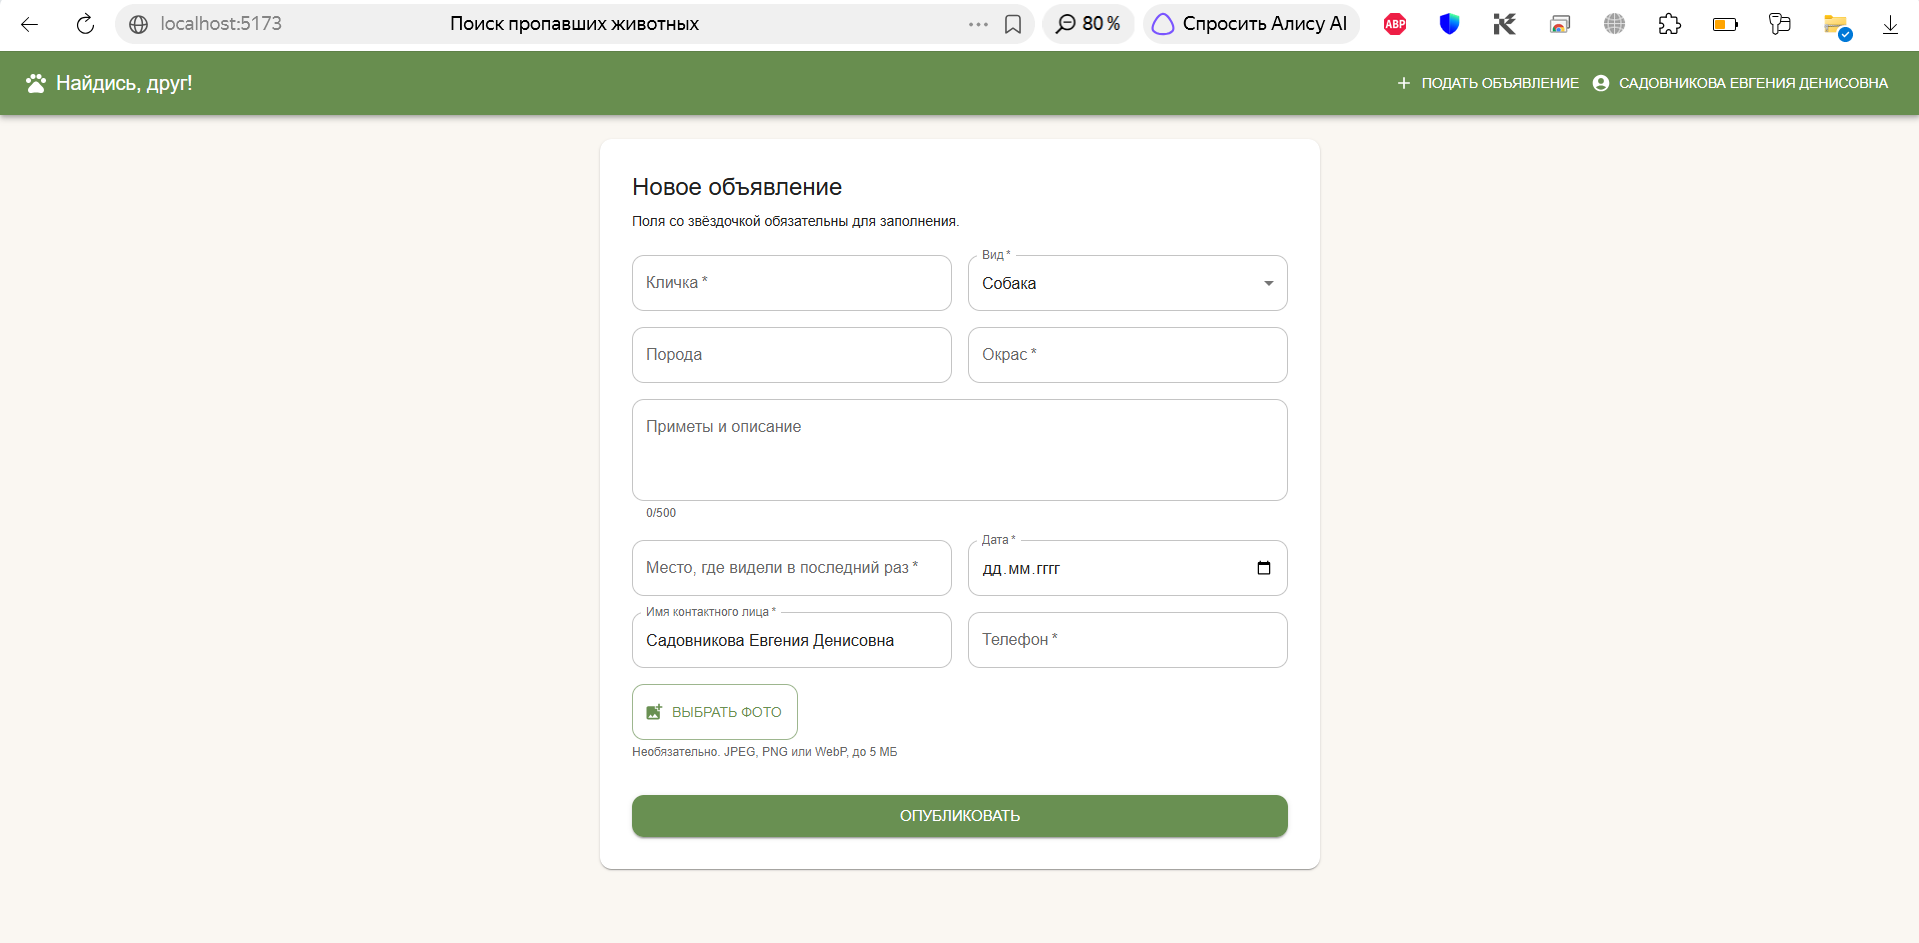 localhost:5173 Поиск пропавших животных 80 % Спросить Алису AI ABP
Найдись, друг! ПОДАТЬ ОБЪЯВЛЕНИЕ САДОВНИКОВА ЕВГЕНИЯ ДЕНИСОВНА
Новое объявление
Поля со звёздочкой обязательны для заполнения.
Кличка *
Вид *
Собака
Порода
Окрас *
Приметы и описание
0/500
Место, где видели в последний раз *
Дата *
дд.мм.гггг
Имя контактного лица *
Садовникова Евгения Денисовна
Телефон *
ВЫБРАТЬ ФОТО
Необязательно. JPEG, PNG или WebP, до 5 МБ
ОПУБЛИКОВАТЬ